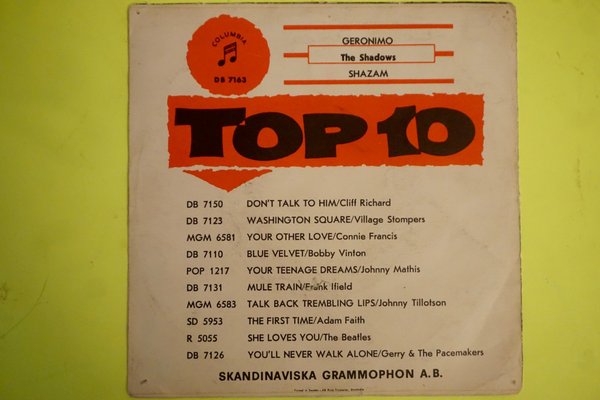 COLUMBIA
DB 7163
GERONIMO
The Shadows
SHAZAM
TOP 10
DB 7150 DON'T TALK TO HIM/Cliff Richard
DB 7123 WASHINGTON SQUARE/Village Stompers
MGM 6581 YOUR OTHER LOVE/Connie Francis
DB 7110 BLUE VELVET/Bobby Vinton
POP 1217 YOUR TEENAGE DREAMS/Johnny Mathis
DB 7131 MULE TRAIN/Frank Ifield
MGM 6583 TALK BACK TREMBLING LIPS/Johnny Tillotson
SD 5953 THE FIRST TIME/Adam Faith
R 5055 SHE LOVES YOU/The Beatles
DB 7126 YOU'LL NEVER WALK ALONE/Gerry & The Pacemakers
SKANDINAVISKA GRAMMOPHON A.B.